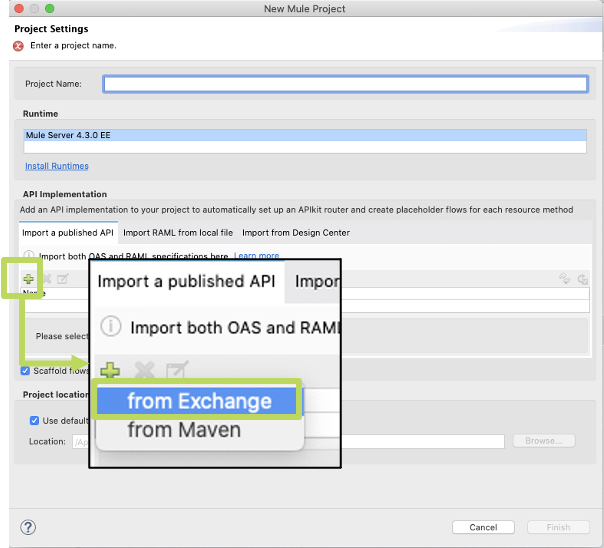 New Mule Project
Project Settings
Enter a project name.
Project Name:
Runtime
Mule Server 4.3.0 EE
Install Runtimes
API Implementation
Add an API implementation to your project to automatically set up an APIkit router and create placeholder flows for each resource method
Import a published API Import RAML from local file Import from Design Center
Import both OAS and RAML specifications here. Learn more
Name
Import a published API Impor
Import both OAS and RAML
from Exchange
from Maven
Please select
Scaffold flows
Project location
Use default
Location: /Ap
Browse...
?
Cancel Finish